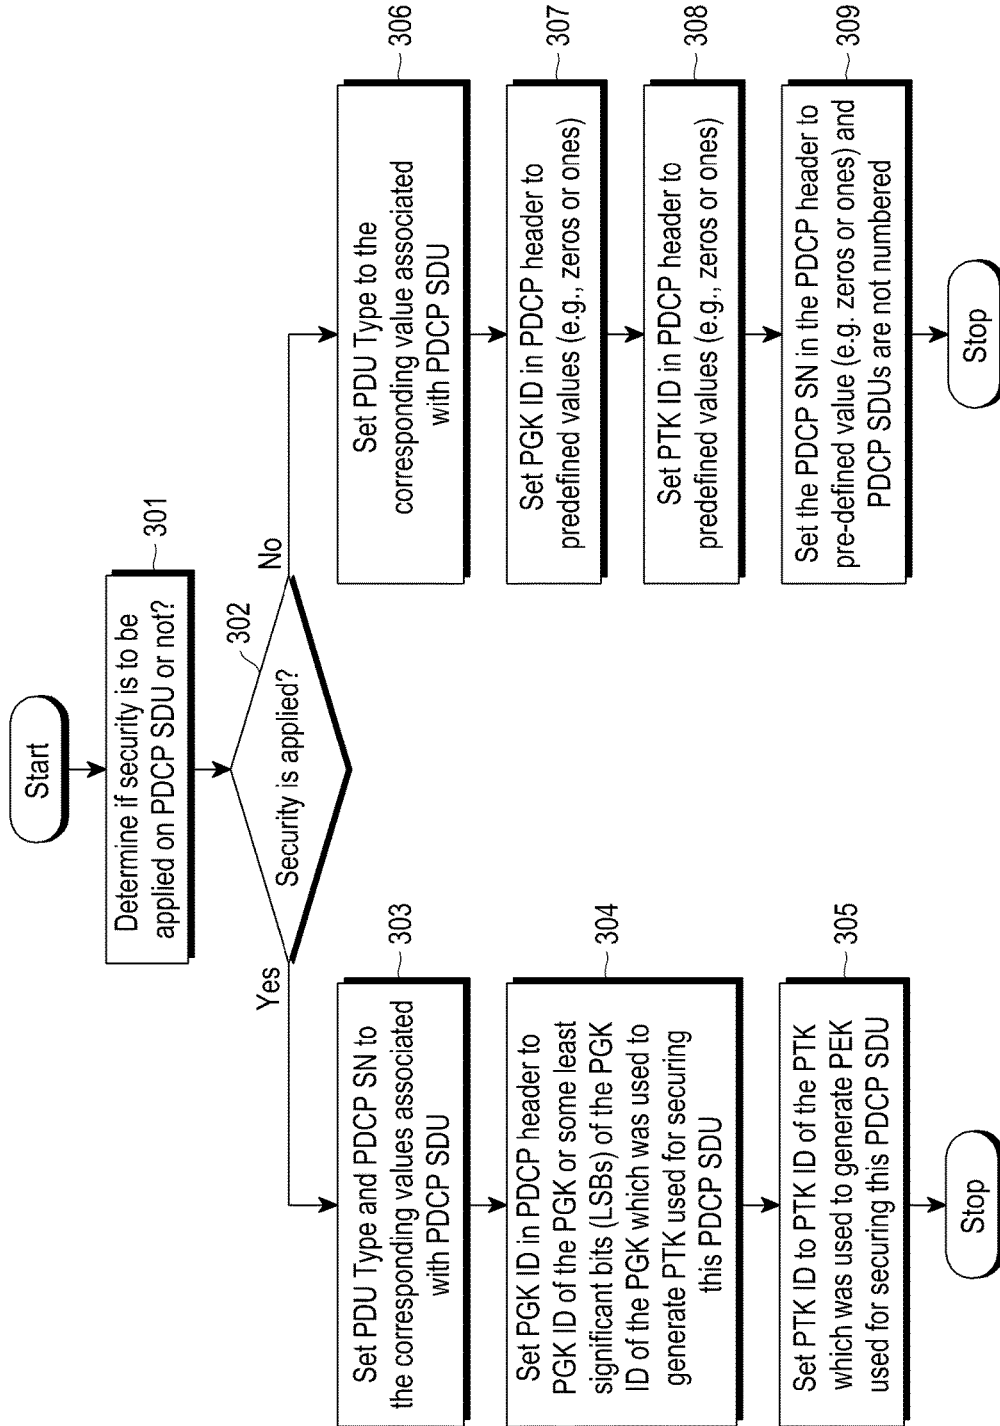 Start
Determine if security is to be
applied on PDCP SDU or not?
301
302
Security is applied?
Yes
No
Set PDU Type and PDCP SN to
the corresponding values associated
with PDCP SDU
303
Set PGK ID in PDCP header to
PGK ID of the PGK or some least
significant bits (LSBs) of the PGK
ID of the PGK which was used to
generate PTK used for securing
this PDCP SDU
304
Set PTK ID to PTK ID of the PTK
which was used to generate PEK
used for securing this PDCP SDU
305
Stop
Set PDU Type to the
corresponding value associated
with PDCP SDU
306
Set PGK ID in PDCP header to
predefined values (e.g., zeros or ones)
307
Set PTK ID in PDCP header to
predefined values (e.g., zeros or ones)
308
Set the PDCP SN in the PDCP header to
pre-defined value (e.g. zeros or ones) and
PDCP SDUs are not numbered
309
Stop